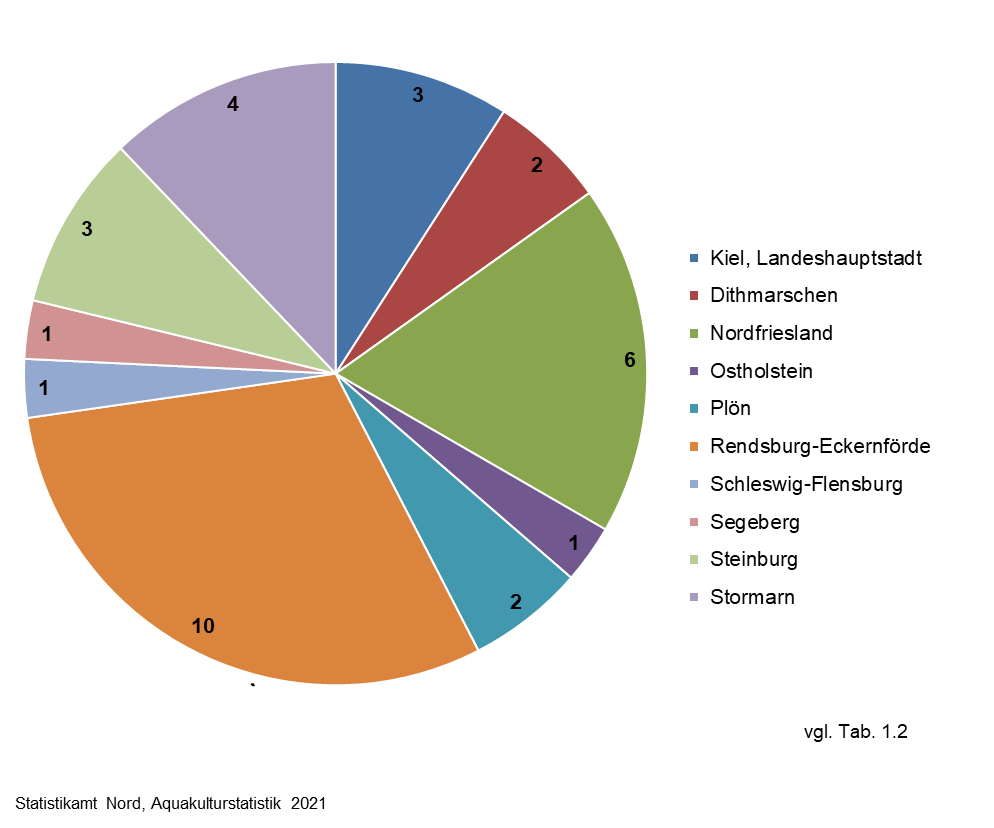 3
2
6
1
2
10
1
1
3
4
Kiel, Landeshauptstadt
Dithmarschen
Nordfriesland
Ostholstein
Plön
Rendsburg-Eckernförde
Schleswig-Flensburg
Segeberg
Steinburg
Stormarn
vgl. Tab. 1.2
Statistikamt Nord, Aquakulturstatistik 2021